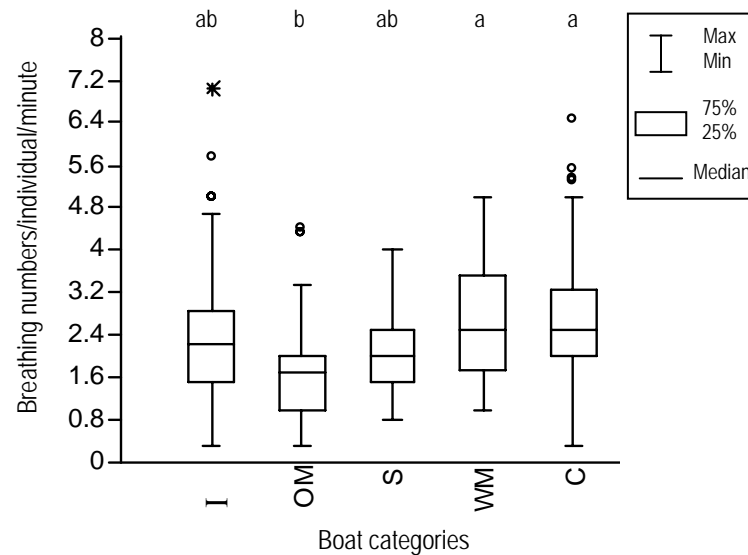 ab b ab a a
8
7.2
6.4
5.6
4.8
4
3.2
2.4
1.6
0.8
0
Breathing numbers/individual/minute
I OM S WM C
Boat categories
Max
Min
75%
25%
Median